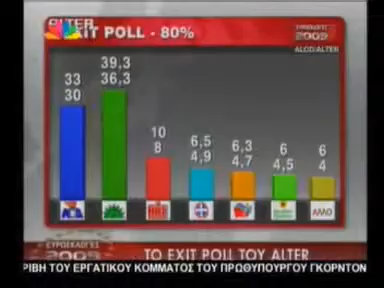 ALTER
EXIT POLL - 80%
ΕΥΡΩΕΚΛΟΓΕΣ
2009
ALCO/ALTER
33
30
39,3
36,3
10
8
6,5
4,9
6,3
4,7
6
4,5
6
4
ΚΚΕ
ΑΛΛΟ
ΕΥΡΩΕΚΛΟΓΕΣ
2009
ΤΟ EXIT POLL ΤΟΥ ALTER
ΡΙΒΗ ΤΟΥ ΕΡΓΑΤΙΚΟΥ ΚΟΜΜΑΤΟΣ ΤΟΥ ΠΡΩΘΥΠΟΥΡΓΟΥ ΓΚΟΡΝΤΟΝ